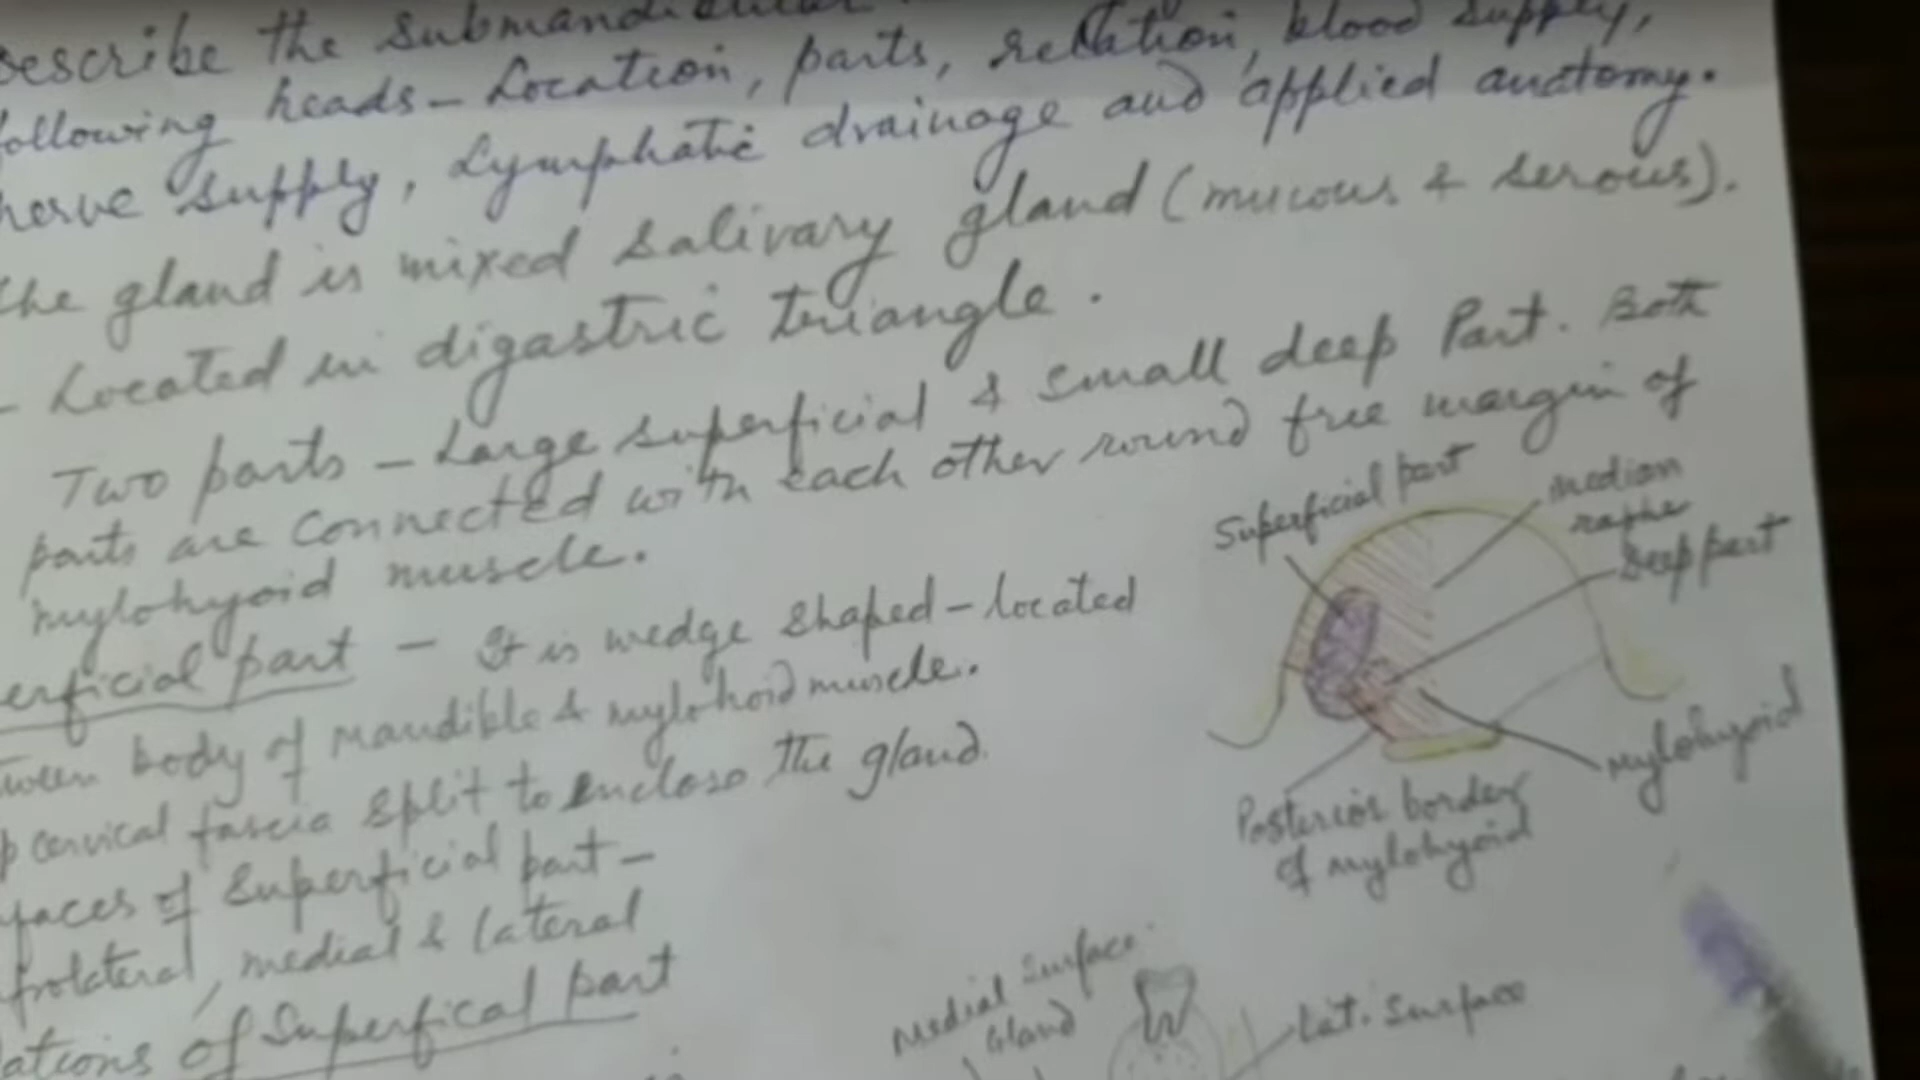 Describe the Submandibular
following heads - Location, parts, relation, blood supply,
nerve supply, Lymphatic drainage and applied anatomy.
The gland is mixed salivary gland (mucous & serous).
- Located in digastric triangle.
Two parts - Large superficial & small deep Part. Both
parts are connected with each other round free margin of
mylohyoid muscle.
erficial part - It is wedge shaped - located
tween body of mandible & mylohoid muscle.
p cervical fascia split to enclose the gland.
faces of Superficial part -
frolateral, medial & lateral
ations of Superfical part
Superficial part
median
raphe
Deep part
mylohyoid
Posterior border
of mylohyoid
Medial Surface
Gland
Lat. Surface